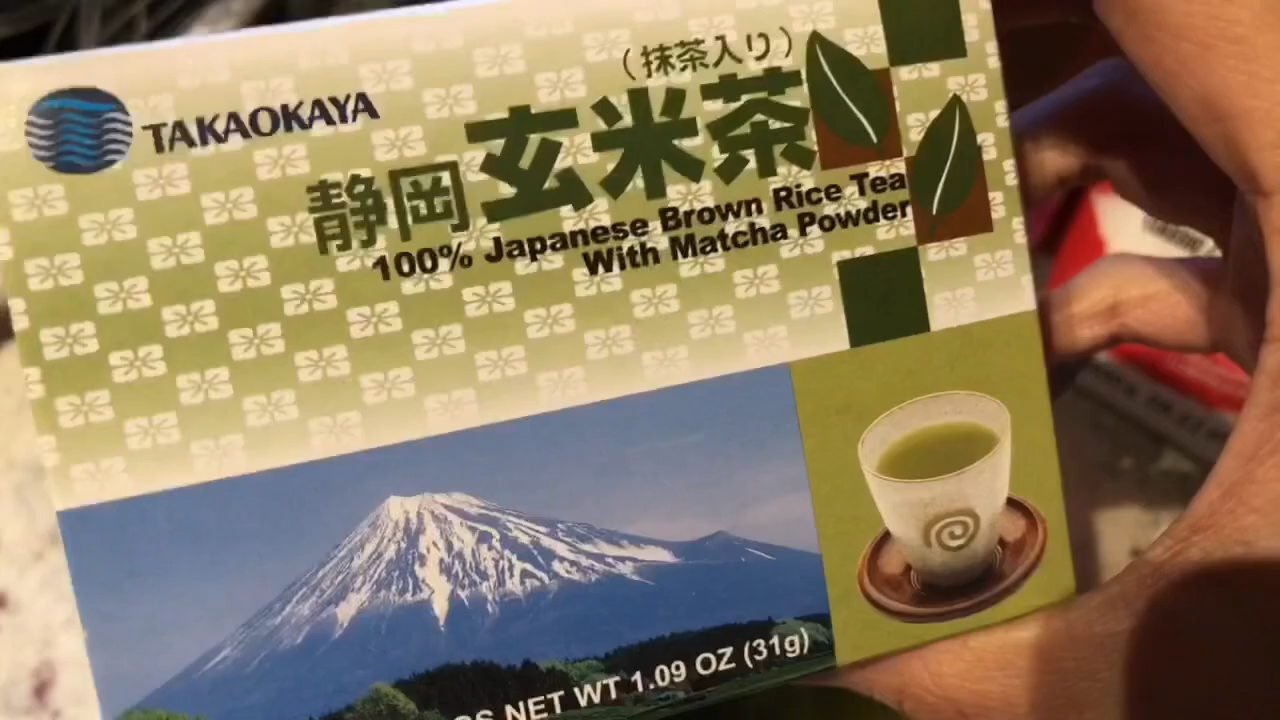 (抹茶入り)
TAKAOKAYA
静岡 玄米茶
100% Japanese Brown Rice Tea
With Matcha Powder
NET WT 1.09 OZ (31g)